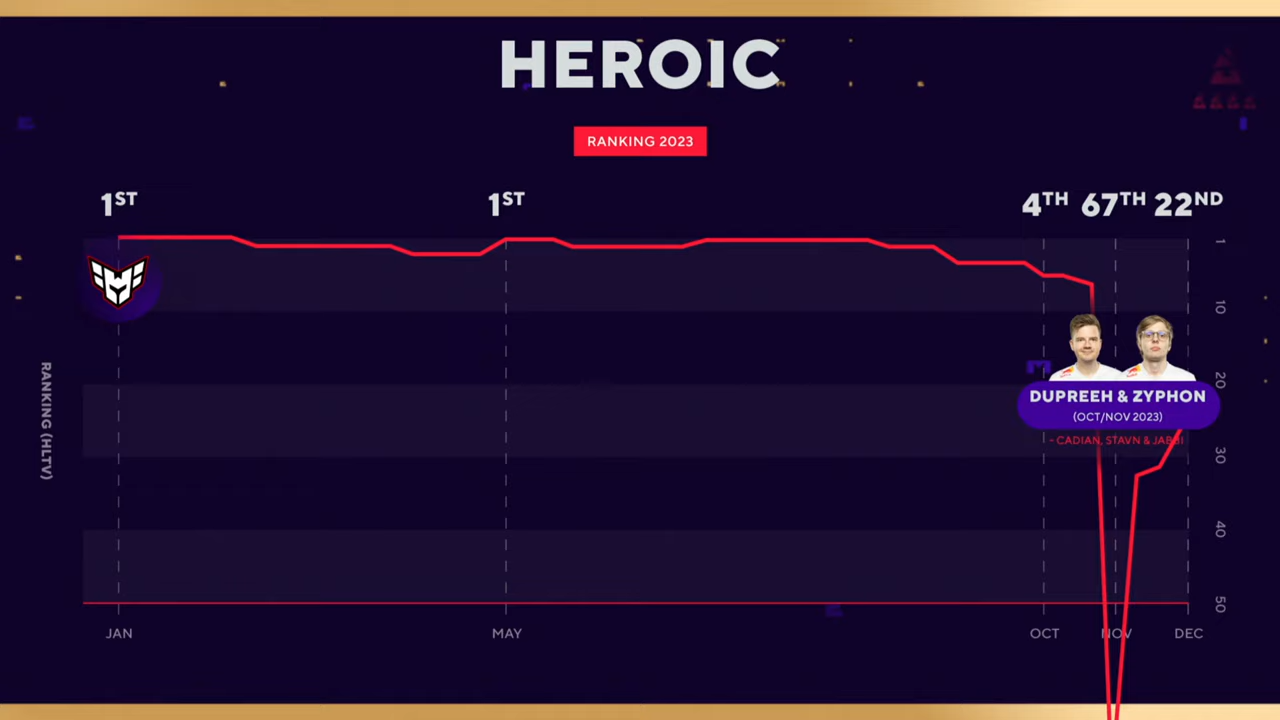 HEROIC
RANKING 2023
1ST 1ST 4TH 67TH 22ND
1
10
20
30
40
50
RANKING (HLTV)
DUPREEH & ZYPHON
(OCT/NOV 2023)
- CADIAN, STAVN & JABBI
JAN MAY OCT NOV DEC